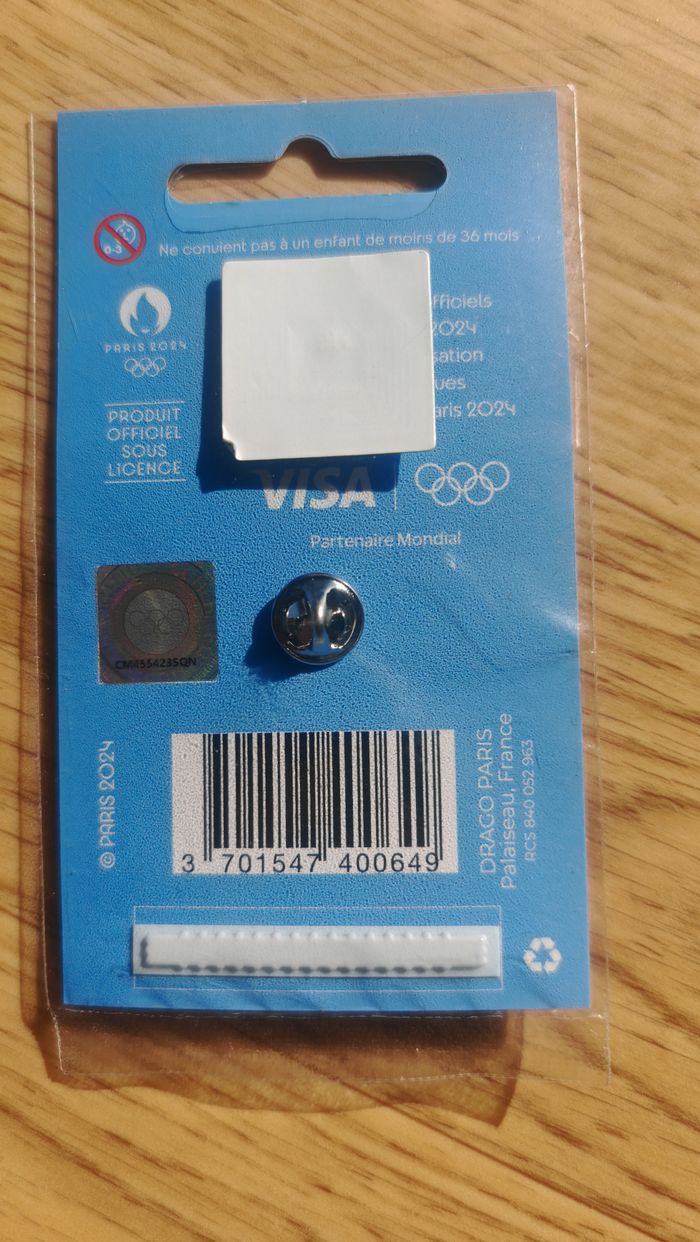 0-3
Ne convient pas à un enfant de moins de 36 mois
PARIS 2024
PRODUIT
OFFICIEL
SOUS
LICENCE
fficiels
2024
sation
ues
aris 2024
VISA
Partenaire Mondial
CM455423SQN
© PARIS 2024
3 701547 400649
DRAGO PARIS
Palaiseau, France
RCS 840 052 963